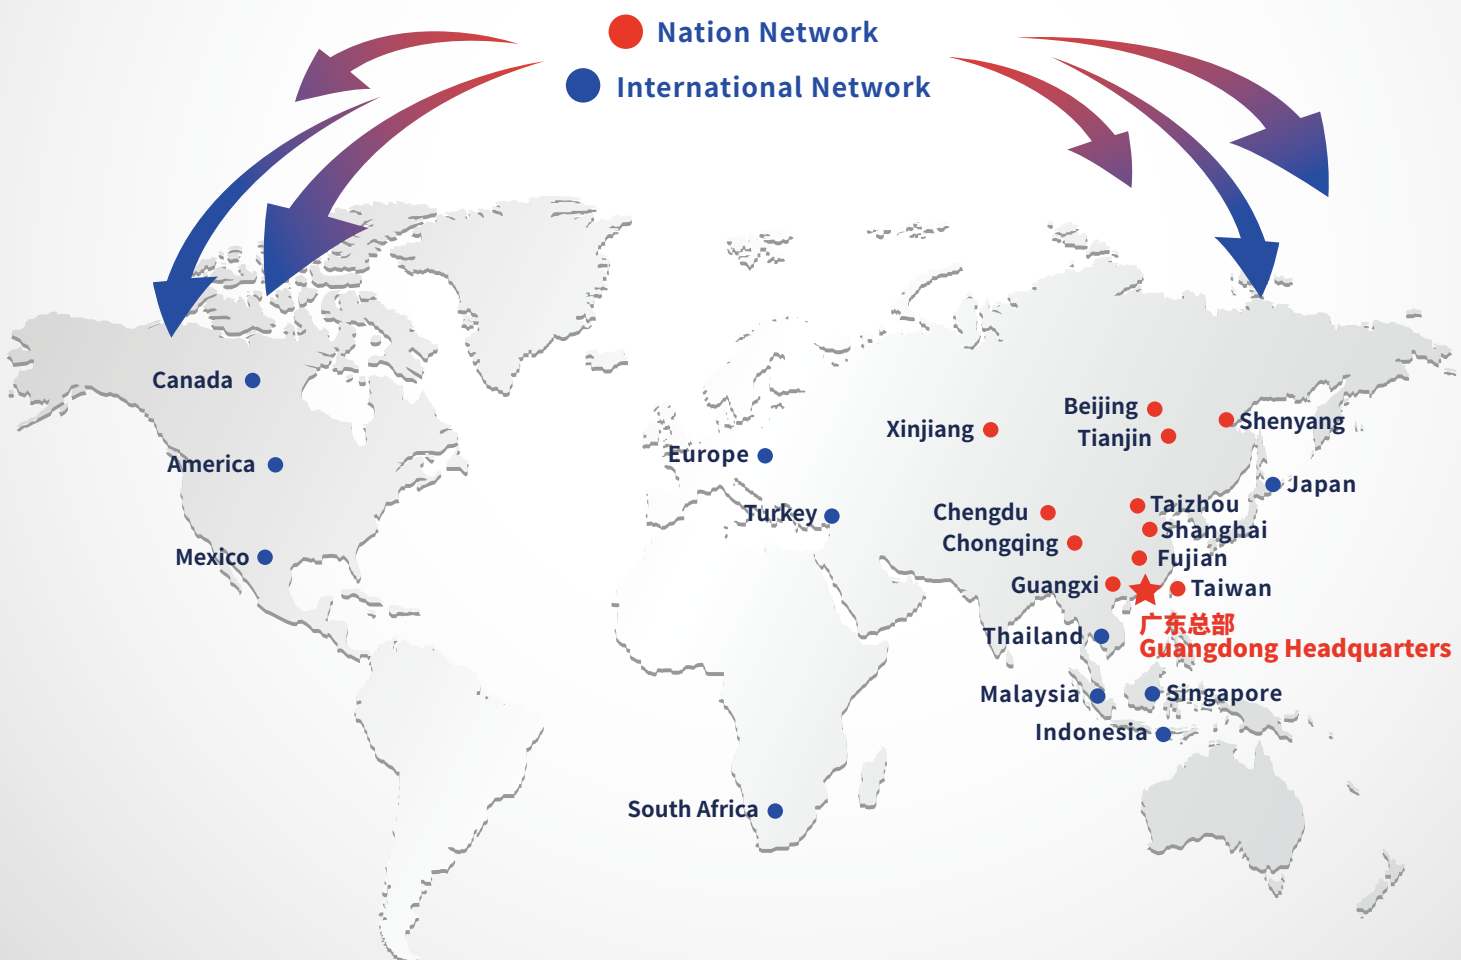 Nation Network
International Network
Canada
America
Mexico
Europe
Turkey
South Africa
Xinjiang
Beijing
Tianjin
Shenyang
Japan
Chengdu
Chongqing
Taizhou
Shanghai
Fujian
Guangxi
Taiwan
广东总部
Guangdong Headquarters
Thailand
Malaysia
Singapore
Indonesia